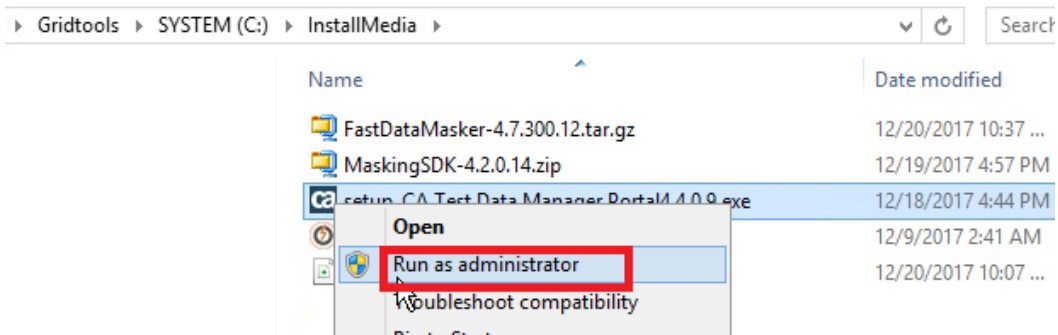 Gridtools SYSTEM (C:) InstallMedia Search
Name Date modified
FastDataMasker-4.7.300.12.tar.gz 12/20/2017 10:37 ...
MaskingSDK-4.2.0.14.zip 12/19/2017 4:57 PM
ca setup_CA Test Data Manager Portal4.4.0.9.exe 12/18/2017 4:44 PM
Open 12/9/2017 2:41 AM
Run as administrator 12/20/2017 10:07 ...
Troubleshoot compatibility